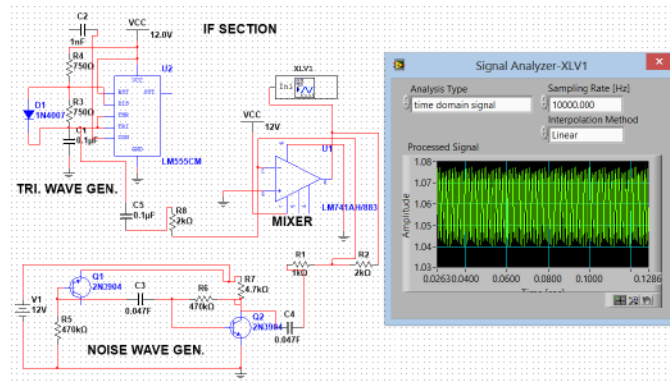 C2
1nF
VCC
12.0V
IF SECTION
R4
750Ω
U2
VCC
RST
OUT
DIS
THR
TRI
CON
GND
D1
1N4007
R3
750Ω
C1
0.1µF
TRI. WAVE GEN.
C5
0.1µF
R8
2kΩ
XLV1
VCC
12V
U1
LM555CM
LM741AH/883
MIXER
R1
1kΩ
R2
2kΩ
Q1
2N3904
V1
12V
C3
0.047F
R6
470kΩ
R7
4.7kΩ
R5
470kΩ
Q2
2N3904
C4
0.047F
NOISE WAVE GEN.
Signal Analyzer-XLV1
Analysis Type
time domain signal
Sampling Rate [Hz]
10000.000
Interpolation Method
Linear
Processed Signal
Amplitude
1.08
1.07
1.06
1.05
1.04
1.03
0.02630.0400 0.0600 0.0800 0.1000 0.1286